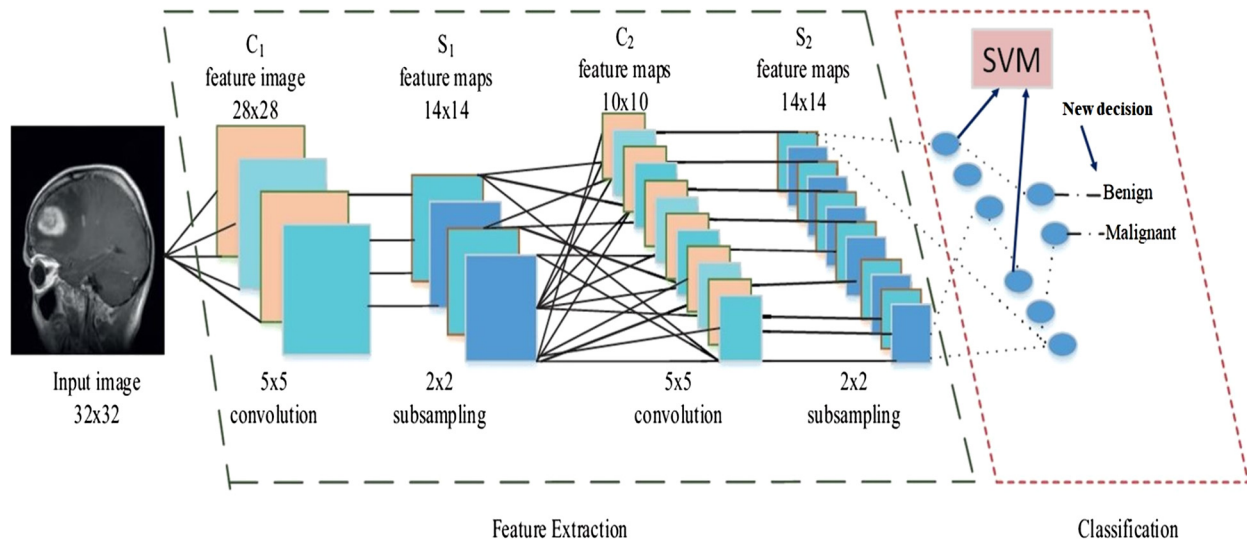 C₁
feature image
28x28
S₁
feature maps
14x14
C₂
feature maps
10x10
S₂
feature maps
14x14
SVM
New decision
Benign
Malignant
Input image
32x32
5x5
convolution
2x2
subsampling
5x5
convolution
2x2
subsampling
Feature Extraction
Classification